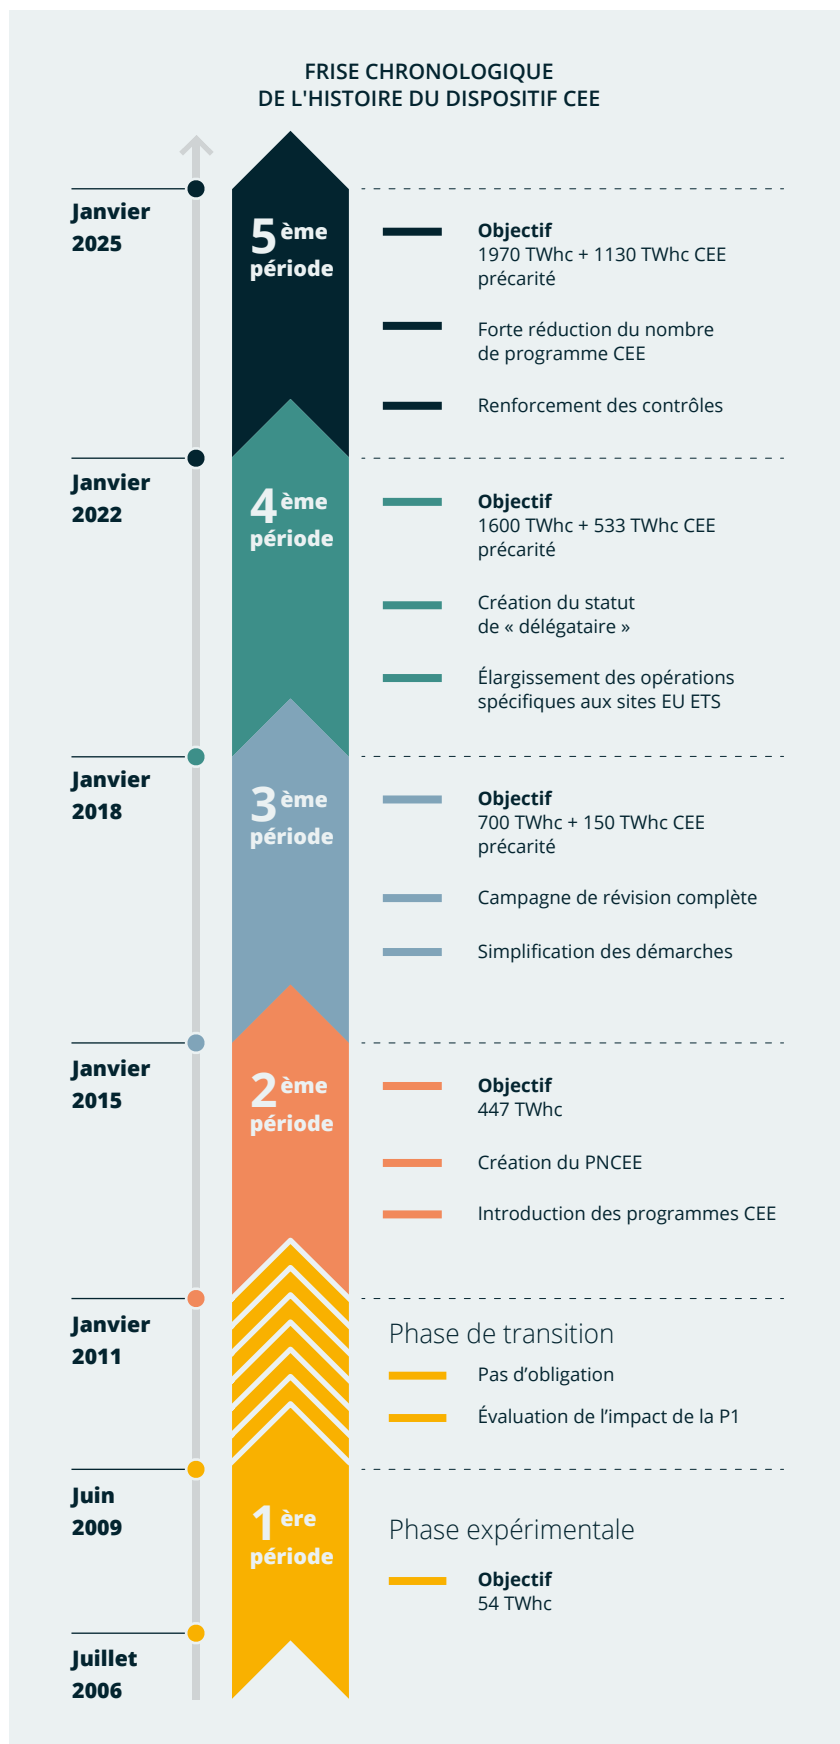 FRISE CHRONOLOGIQUE
DE L'HISTOIRE DU DISPOSITIF CEE
Janvier
2025
5ème
période
Objectif
1970 TWhc + 1130 TWhc CEE
précarité
Forte réduction du nombre
de programme CEE
Renforcement des contrôles
Janvier
2022
4ème
période
Objectif
1600 TWhc + 533 TWhc CEE
précarité
Création du statut
de « délégataire »
Élargissement des opérations
spécifiques aux sites EU ETS
Janvier
2018
3ème
période
Objectif
700 TWhc + 150 TWhc CEE
précarité
Campagne de révision complète
Simplification des démarches
Janvier
2015
2ème
période
Objectif
447 TWhc
Création du PNCEE
Introduction des programmes CEE
Janvier
2011
Phase de transition
Pas d’obligation
Évaluation de l’impact de la P1
Juin
2009
1ère
période
Phase expérimentale
Objectif
54 TWhc
Juillet
2006